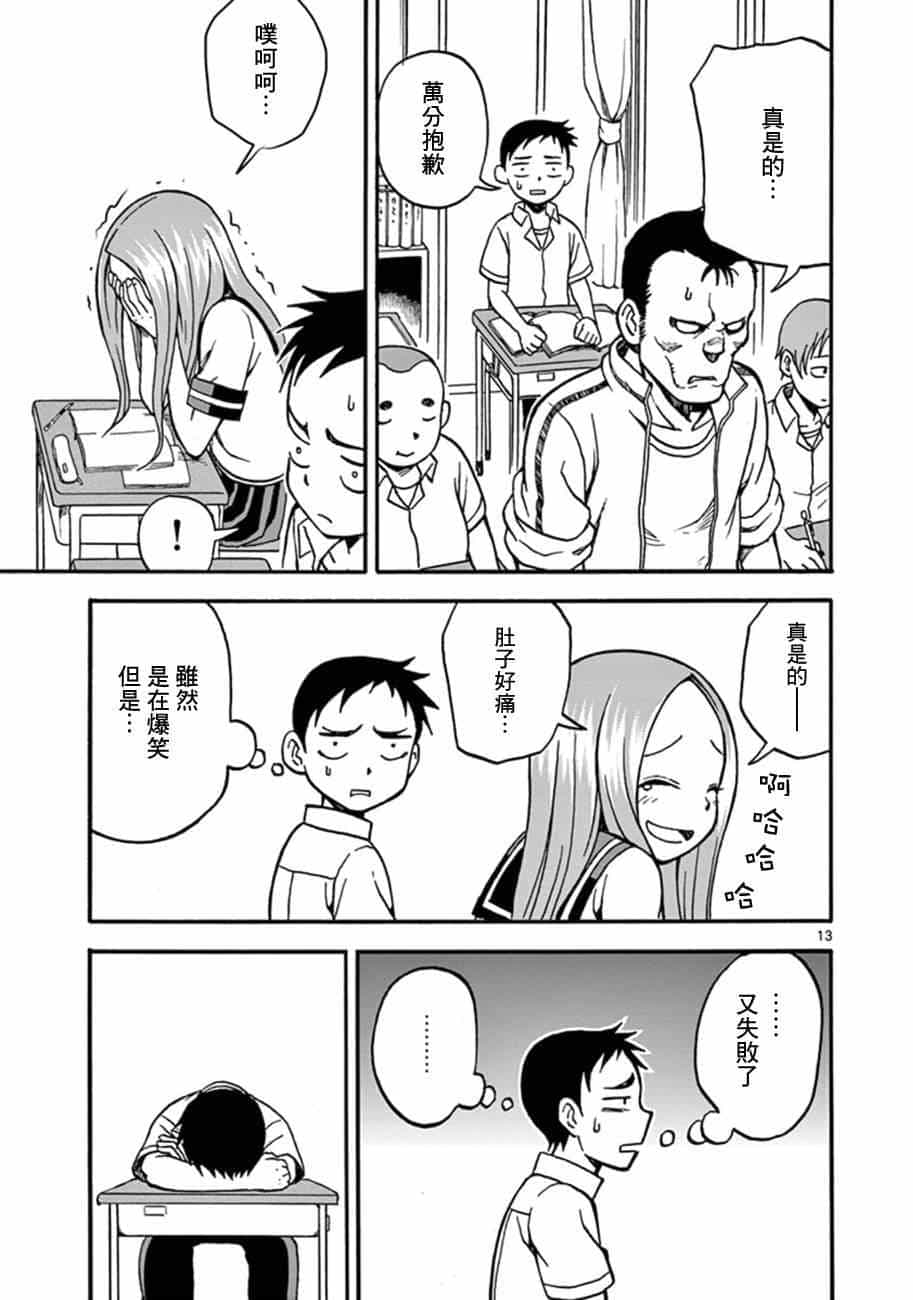 真是的…
萬分抱歉
噗呵呵…
!
真是的——
啊哈哈哈
肚子好痛…
雖然
是在爆笑
但是…
13
……
又失敗了
………